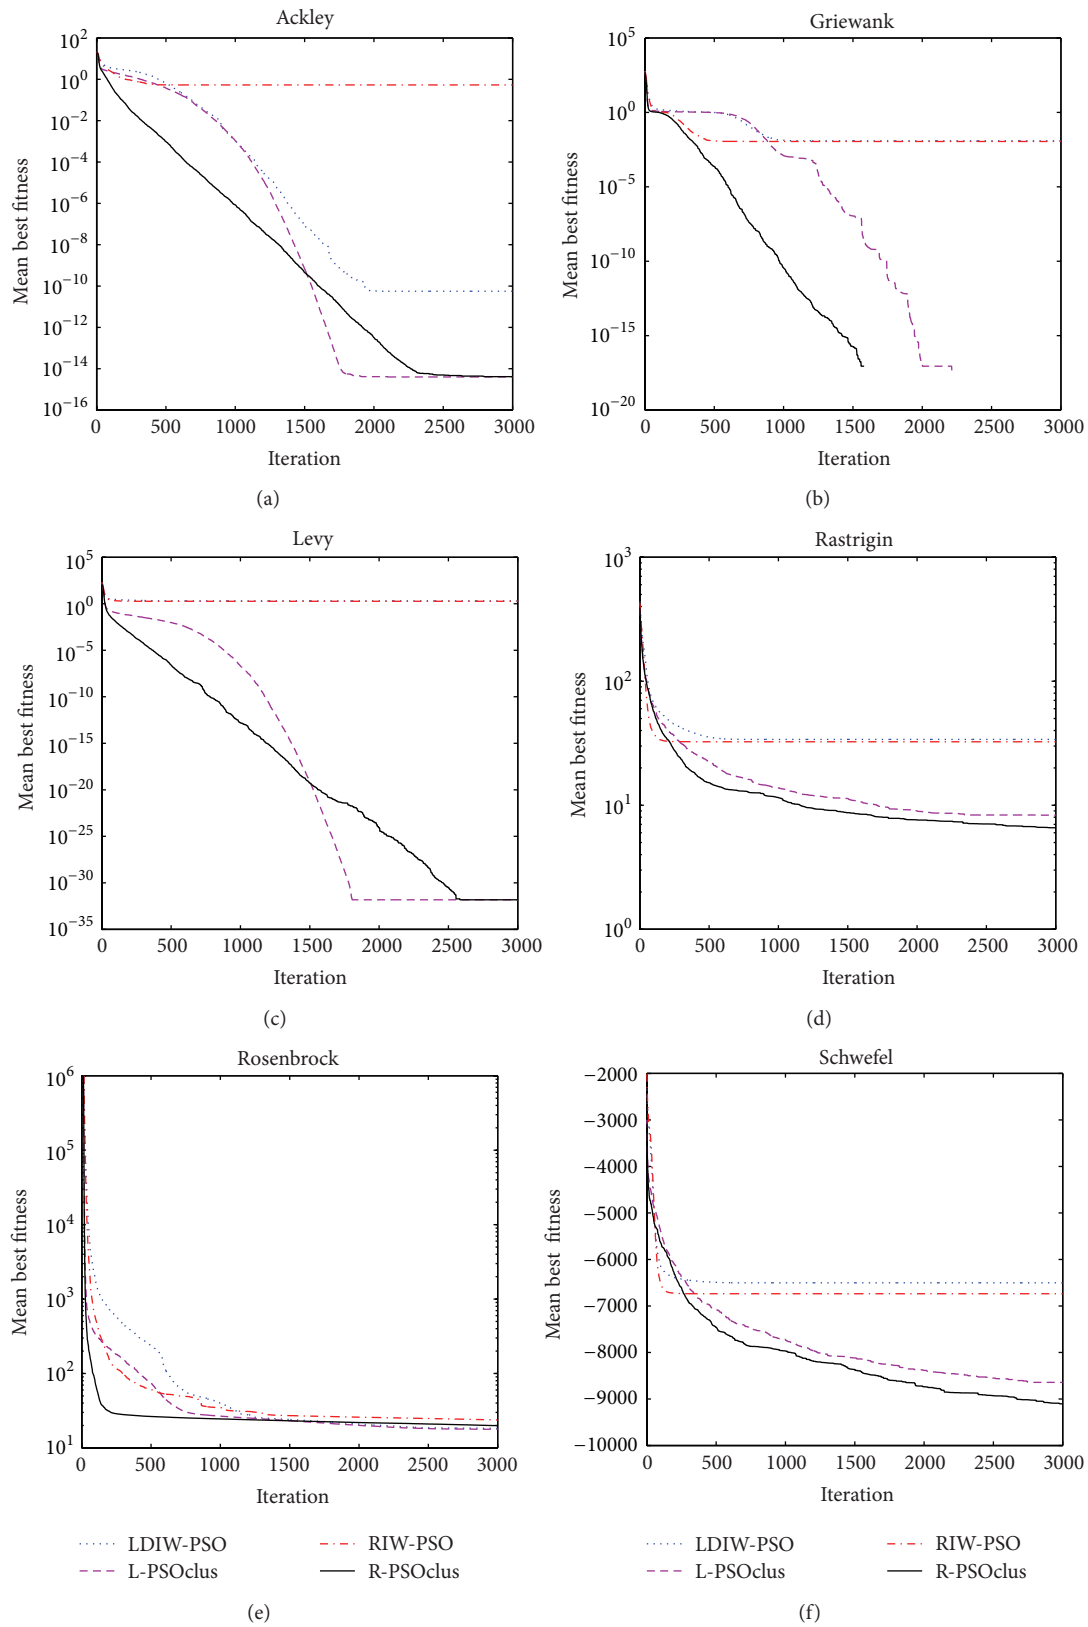 Ackley
Mean best fitness
10^2
10^0
10^−2
10^−4
10^−6
10^−8
10^−10
10^−12
10^−14
10^−16
0 500 1000 1500 2000 2500 3000
Iteration
(a)
Griewank
Mean best fitness
10^5
10^0
10^−5
10^−10
10^−15
10^−20
0 500 1000 1500 2000 2500 3000
Iteration
(b)
Levy
Mean best fitness
10^5
10^0
10^−5
10^−10
10^−15
10^−20
10^−25
10^−30
10^−35
0 500 1000 1500 2000 2500 3000
Iteration
(c)
Rastrigin
Mean best fitness
10^3
10^2
10^1
10^0
0 500 1000 1500 2000 2500 3000
Iteration
(d)
Rosenbrock
Mean best fitness
10^6
10^5
10^4
10^3
10^2
10^1
0 500 1000 1500 2000 2500 3000
Iteration
LDIW-PSO RIW-PSO
L-PSOclus R-PSOclus
(e)
Schwefel
Mean best fitness
−2000
−3000
−4000
−5000
−6000
−7000
−8000
−9000
−10000
0 500 1000 1500 2000 2500 3000
Iteration
LDIW-PSO RIW-PSO
L-PSOclus R-PSOclus
(f)